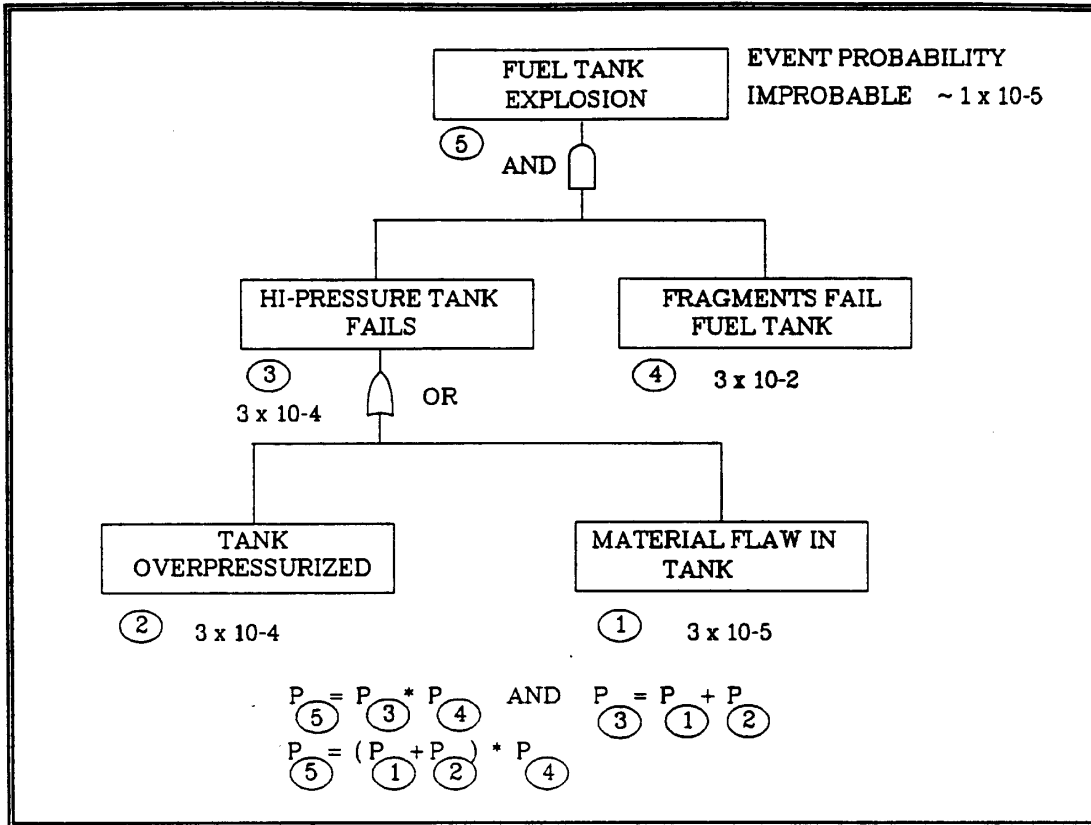 FUEL TANK
EXPLOSION
EVENT PROBABILITY
IMPROBABLE ~ 1 x 10-5
5
AND
HI-PRESSURE TANK
FAILS
FRAGMENTS FAIL
FUEL TANK
3
3 x 10-4
OR
4
3 x 10-2
TANK
OVERPRESSURIZED
MATERIAL FLAW IN
TANK
2
3 x 10-4
1
3 x 10-5
P5 = P3 * P4 AND P3 = P1 + P2
P5 = ( P1 + P2 ) * P4